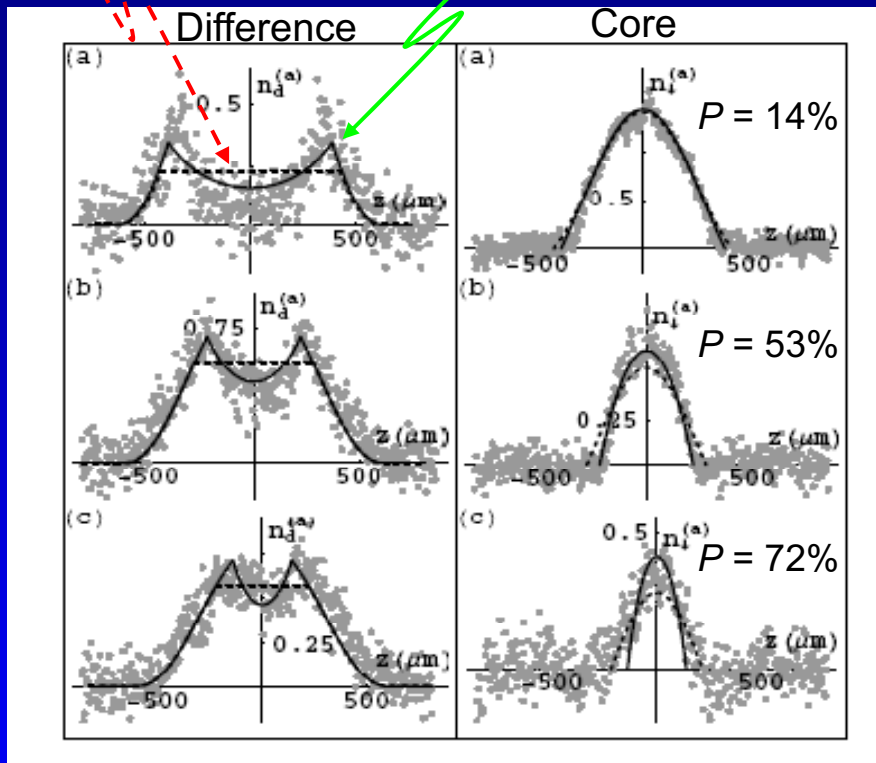 Difference
Core
(a)
n_d^(a)
0.5
z (μm)
-500
500
(a)
n_↓^(a)
P = 14%
0.5
z (μm)
-500
500
(b)
n_d^(a)
0.75
z (μm)
-500
500
(b)
n_↓^(a)
P = 53%
0.25
z (μm)
-500
500
(c)
n_d^(a)
0.25
z (μm)
-500
500
(c)
0.5
n_↓^(a)
P = 72%
z (μm)
-500
500